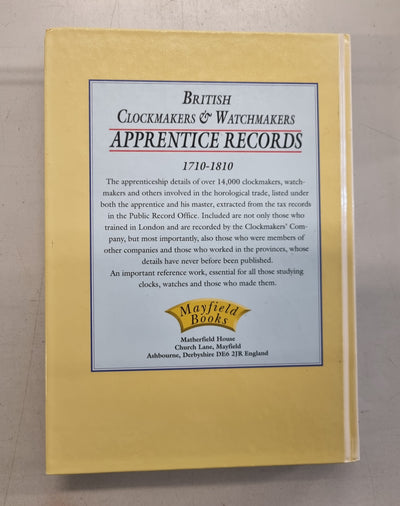 BRITISH
CLOCKMAKERS & WATCHMAKERS
APPRENTICE RECORDS
1710-1810
The apprenticeship details of over 14,000 clockmakers, watch-
makers and others involved in the horological trade, listed under
both the apprentice and his master, extracted from the tax records
in the Public Record Office. Included are not only those who
trained in London and are recorded by the Clockmakers' Com-
pany, but most importantly, also those who were members of
other companies and those who worked in the provinces, whose
details have never before been published.
An important reference work, essential for all those studying
clocks, watches and those who made them.
Mayfield
Books
Matherfield House
Church Lane, Mayfield
Ashbourne, Derbyshire DE6 2JR England